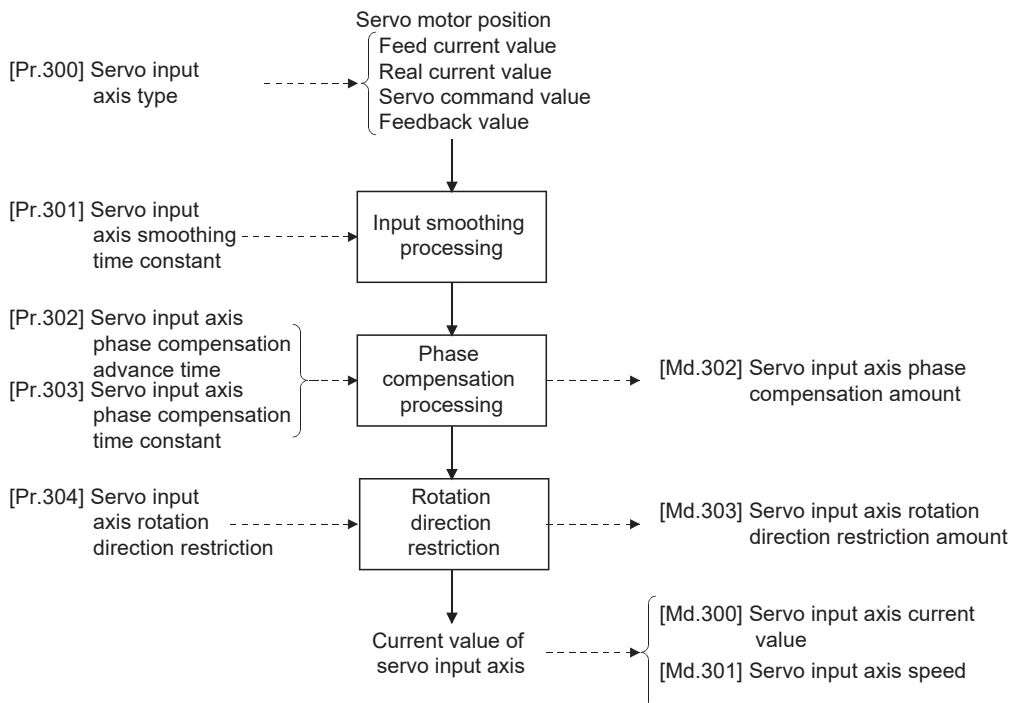 Servo motor position
[Pr.300] Servo input
axis type
Feed current value
Real current value
Servo command value
Feedback value
[Pr.301] Servo input
axis smoothing
time constant
Input smoothing
processing
[Pr.302] Servo input axis
phase compensation
advance time
[Pr.303] Servo input axis
phase compensation
time constant
Phase
compensation
processing
[Md.302] Servo input axis phase
compensation amount
[Pr.304] Servo input
axis rotation
direction restriction
Rotation
direction
restriction
[Md.303] Servo input axis rotation
direction restriction amount
Current value of
servo input axis
[Md.300] Servo input axis current
value
[Md.301] Servo input axis speed